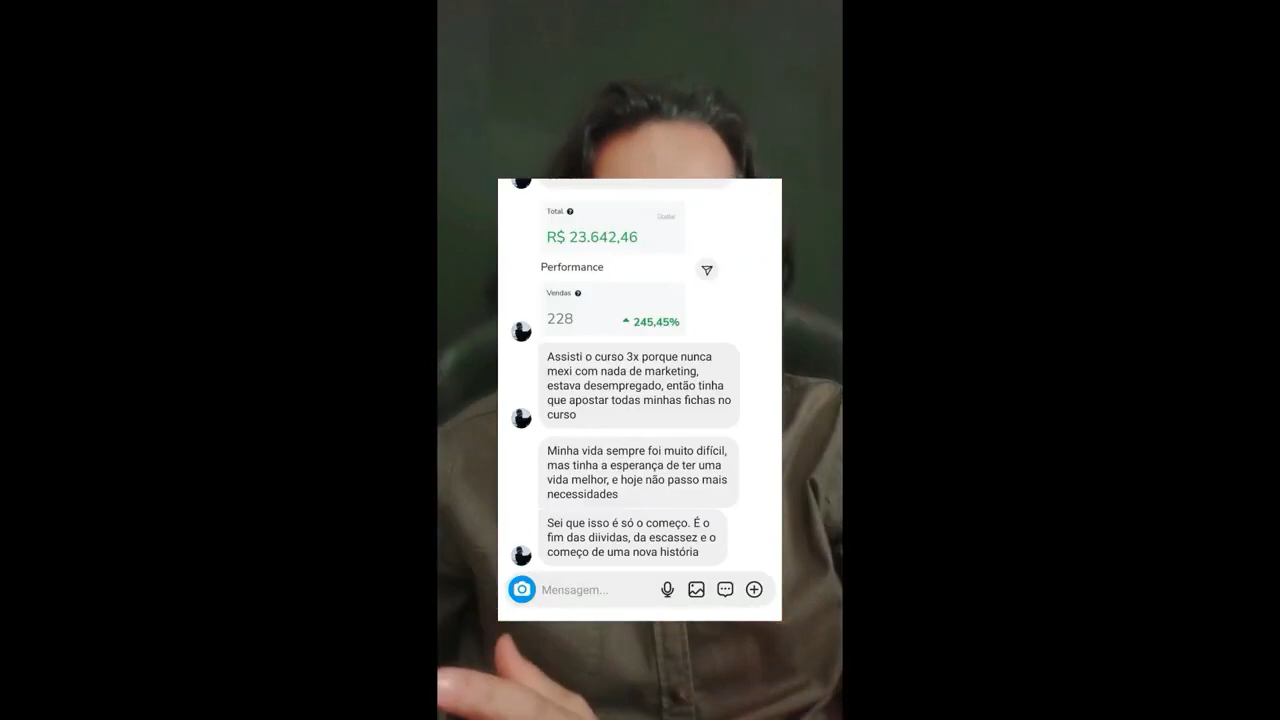 Total ?
R$ 23.642,46
Performance
Vendas ?
228
245,45%
Assisti o curso 3x porque nunca
mexi com nada de marketing,
estava desempregado, então tinha
que apostar todas minhas fichas no
curso
Minha vida sempre foi muito difícil,
mas tinha a esperança de ter uma
vida melhor, e hoje não passo mais
necessidades
Sei que isso é só o começo. É o
fim das diividas, da escassez e o
começo de uma nova história
Mensagem...